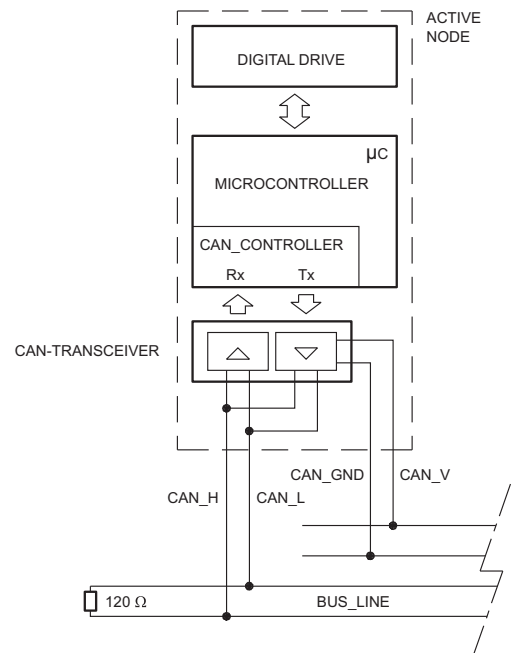 ACTIVE
NODE
DIGITAL DRIVE
µC
MICROCONTROLLER
CAN_CONTROLLER
Rx Tx
CAN-TRANSCEIVER
CAN_GND CAN_V
CAN_H CAN_L
120 Ω BUS_LINE